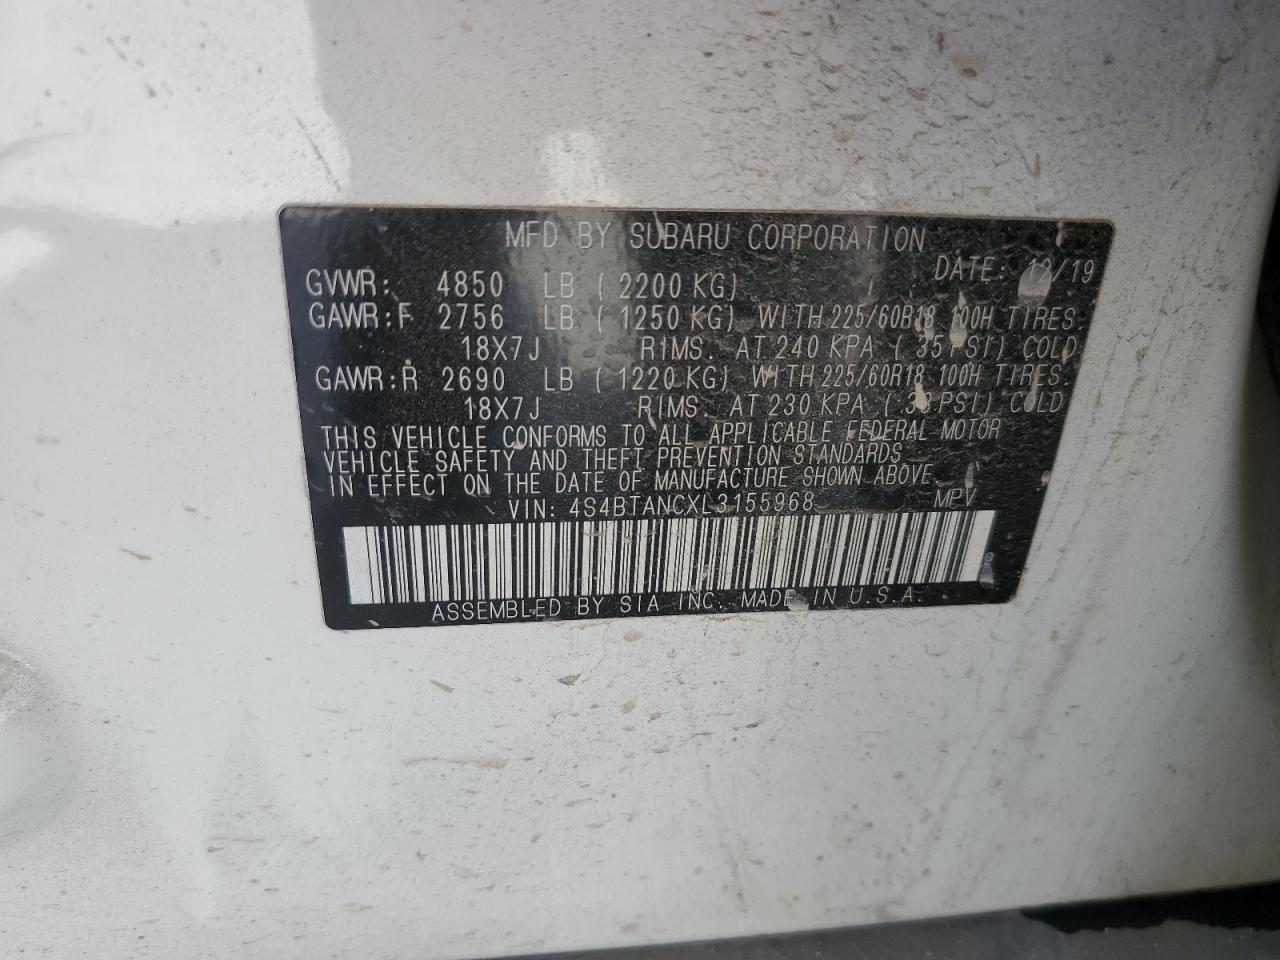 MFD BY SUBARU CORPORATION
DATE: 12/19
GVWR: 4850 LB ( 2200 KG)
GAWR:F 2756 LB ( 1250 KG) WITH 225/60R18 100H TIRES.
18X7J RIMS. AT 240 KPA ( 35PSI) COLD
GAWR:R 2690 LB ( 1220 KG) WITH 225/60R18 100H TIRES.
18X7J RIMS. AT 230 KPA ( 33PSI) COLD
THIS VEHICLE CONFORMS TO ALL APPLICABLE FEDERAL MOTOR
VEHICLE SAFETY AND THEFT PREVENTION STANDARDS
IN EFFECT ON THE DATE OF MANUFACTURE SHOWN ABOVE.
VIN: 4S4BTANCXL3155968 MPV
ASSEMBLED BY SIA INC. MADE IN U.S.A.